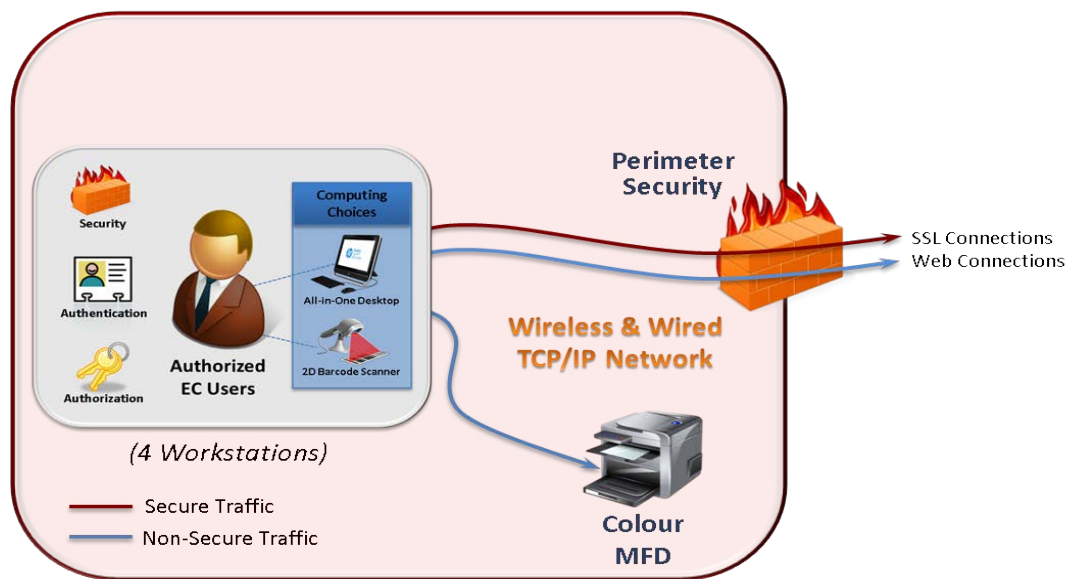 Perimeter
Security
Computing
Choices
Security
SSL Connections
Web Connections
Authentication
All-in-One Desktop
Wireless & Wired
TCP/IP Network
Authorized
EC Users
2D Barcode Scanner
Authorization
(4 Workstations)
Secure Traffic
Non-Secure Traffic
Colour
MFD